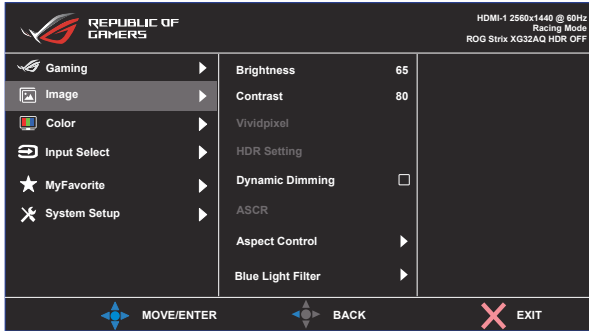 REPUBLIC OF
GAMERS
HDMI-1 2560x1440 @ 60Hz
Racing Mode
ROG Strix XG32AQ HDR OFF
Gaming
Image
Color
Input Select
MyFavorite
System Setup
Brightness 65
Contrast 80
Vividpixel
HDR Setting
Dynamic Dimming
ASCR
Aspect Control
Blue Light Filter
MOVE/ENTER
BACK
EXIT